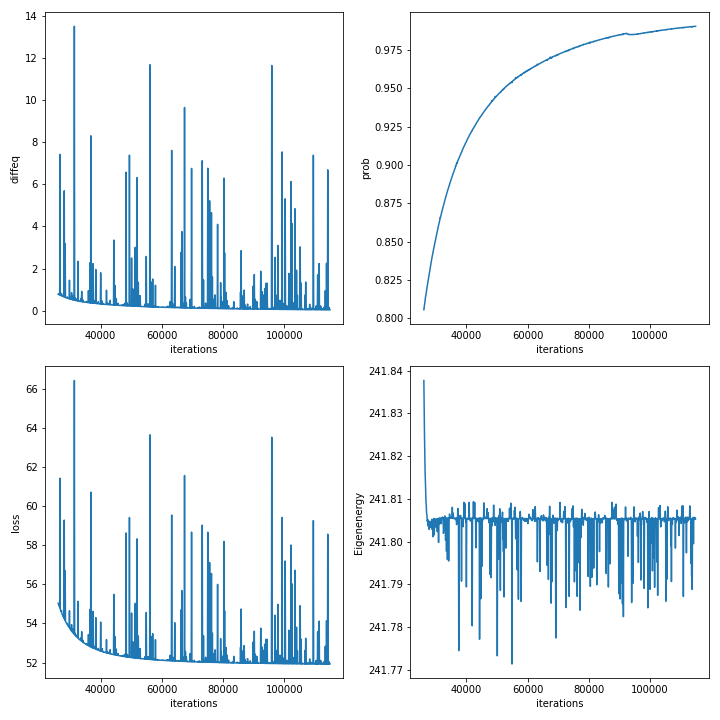 14
12
10
8
6
4
2
0
diffeq
40000 60000 80000 100000
iterations
0.975
0.950
0.925
0.900
0.875
0.850
0.825
0.800
prob
40000 60000 80000 100000
iterations
66
64
62
60
58
56
54
52
loss
40000 60000 80000 100000
iterations
241.84
241.83
241.82
241.81
241.80
241.79
241.78
241.77
Eigenenergy
40000 60000 80000 100000
iterations